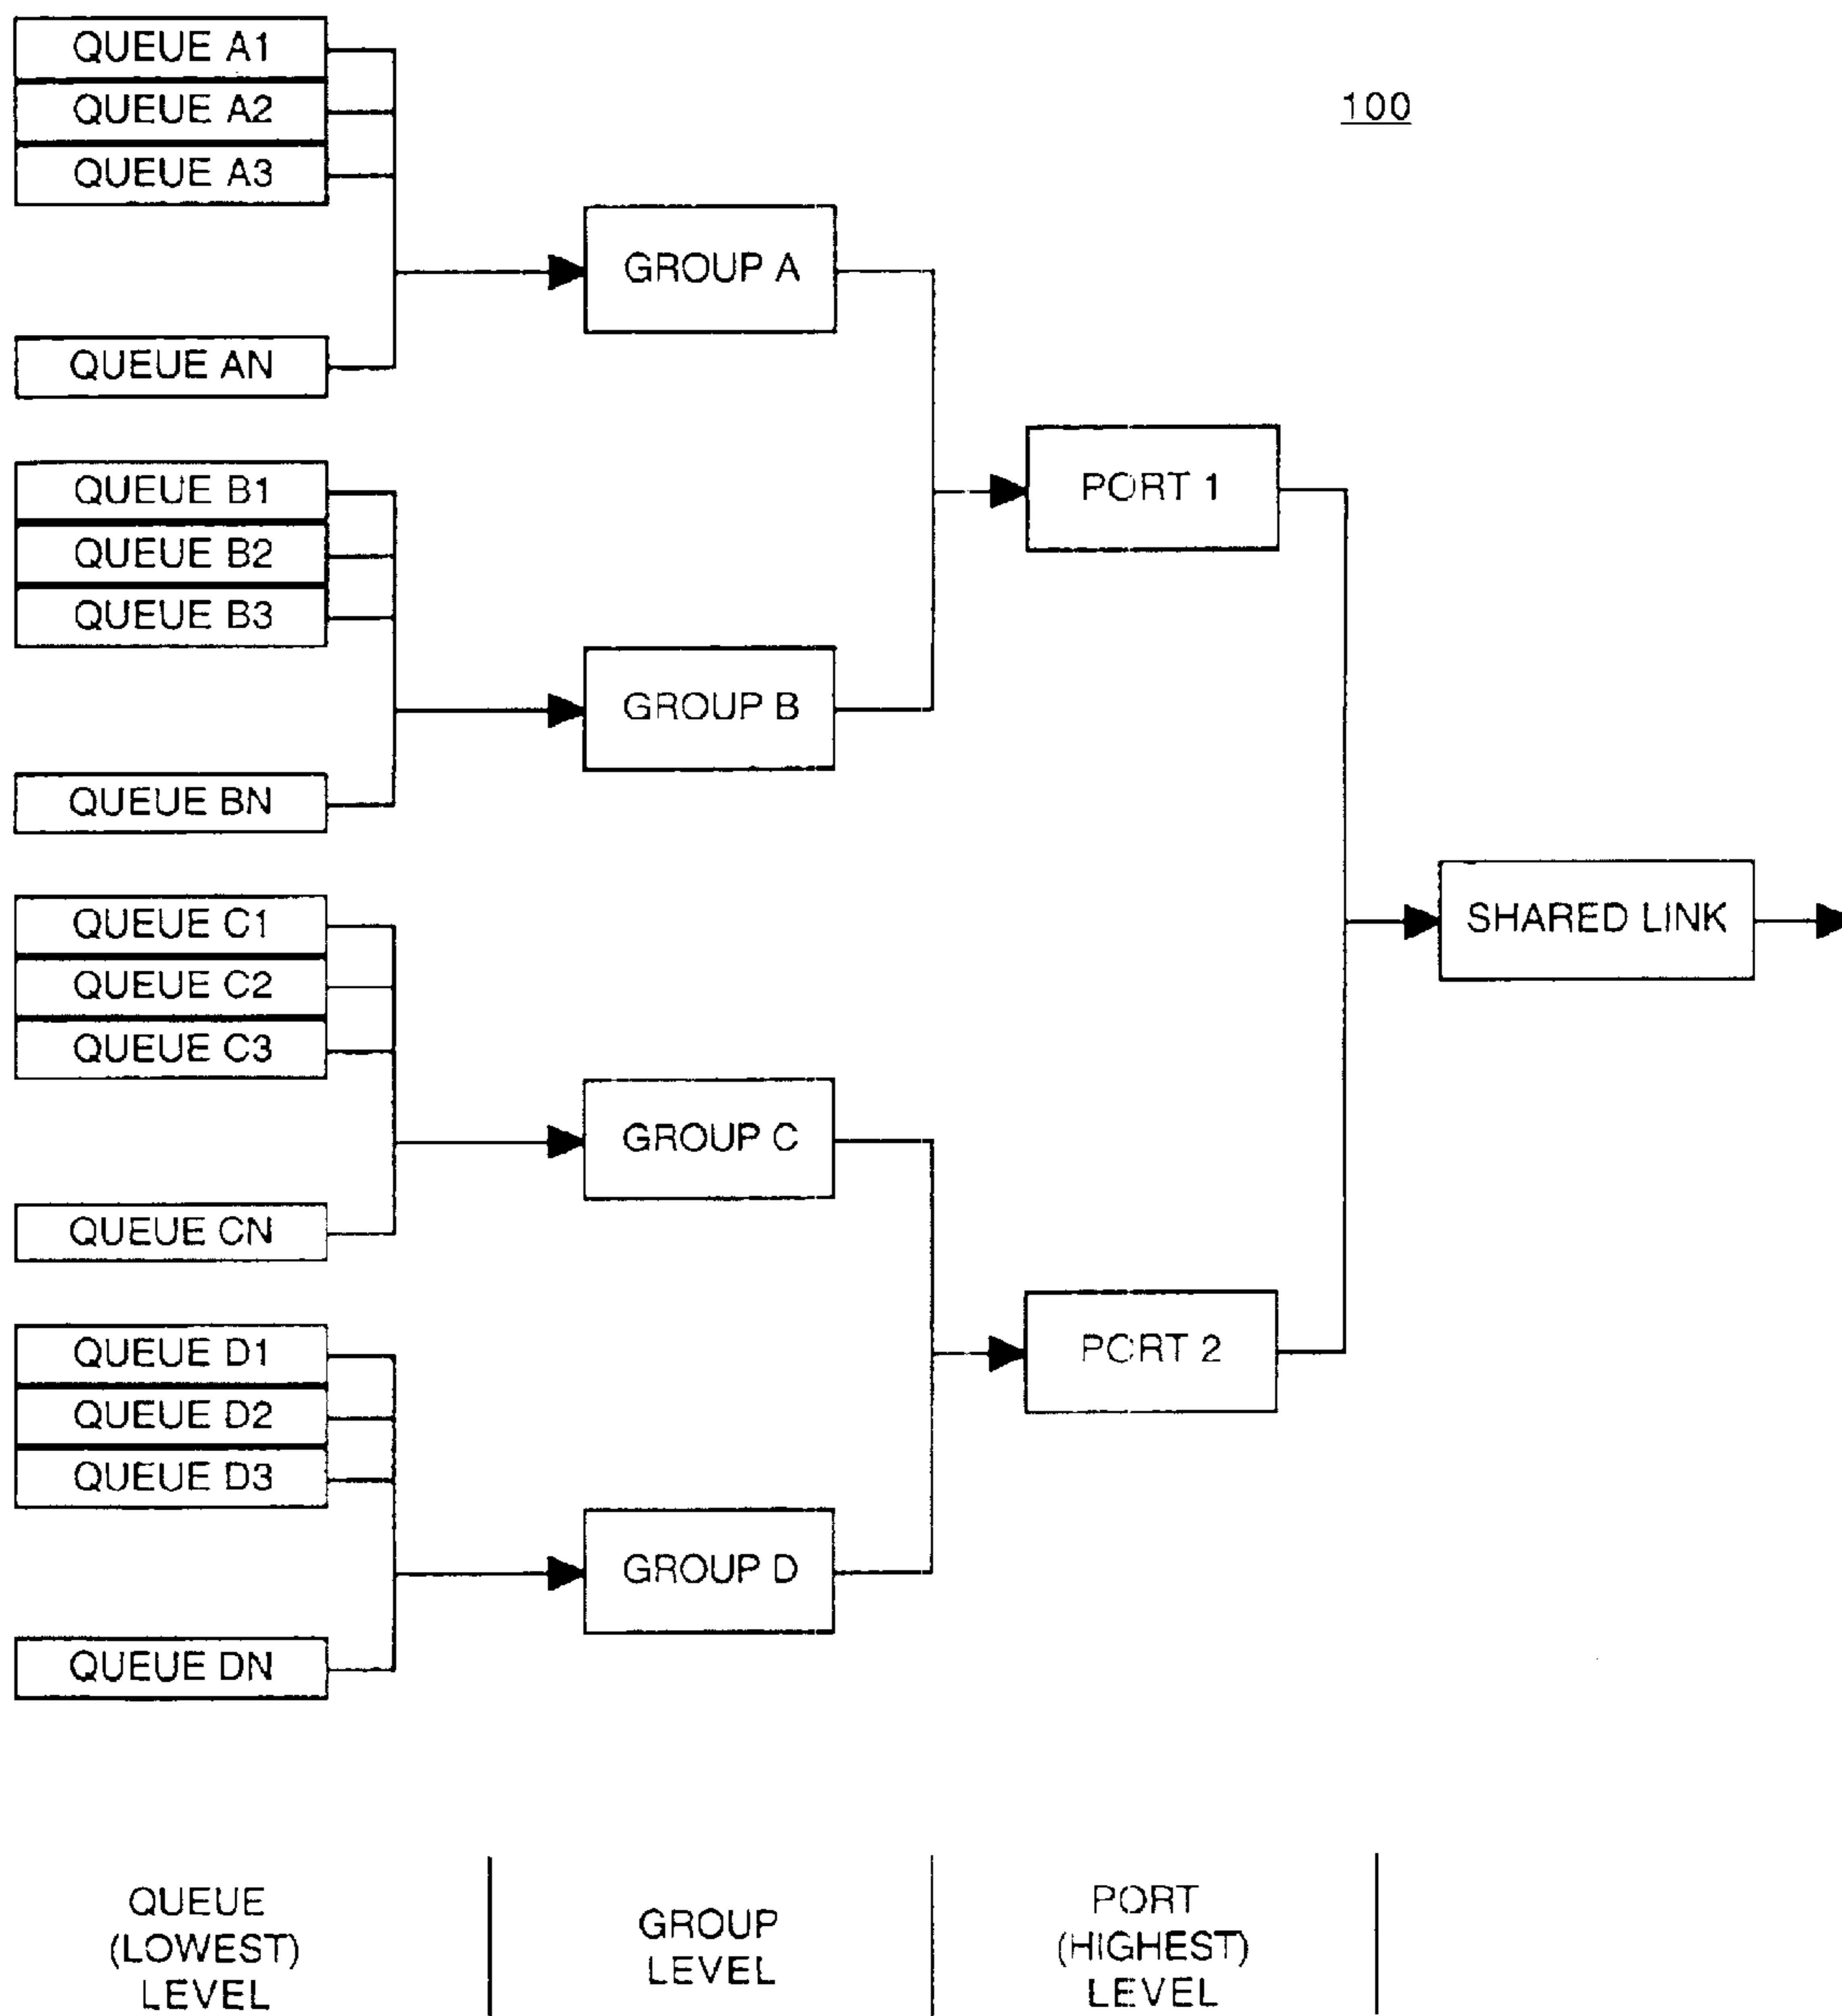 QUEUE A1
QUEUE A2
QUEUE A3
QUEUE AN
100
GROUP A
QUEUE B1
QUEUE B2
QUEUE B3
QUEUE BN
GROUP B
PORT 1
QUEUE C1
QUEUE C2
QUEUE C3
QUEUE CN
GROUP C
SHARED LINK
QUEUE D1
QUEUE D2
QUEUE D3
QUEUE DN
GROUP D
PORT 2
QUEUE
(LOWEST)
LEVEL
GROUP
LEVEL
PORT
(HIGHEST)
LEVEL